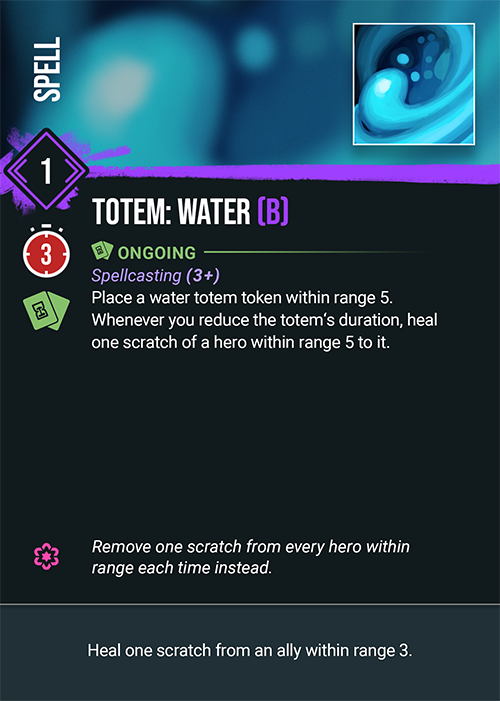 SPELL
1
TOTEM: WATER (B)
3
ONGOING
Spellcasting (3+)
Place a water totem token within range 5.
Whenever you reduce the totem‘s duration, heal
one scratch of a hero within range 5 to it.
Remove one scratch from every hero within
range each time instead.
Heal one scratch from an ally within range 3.